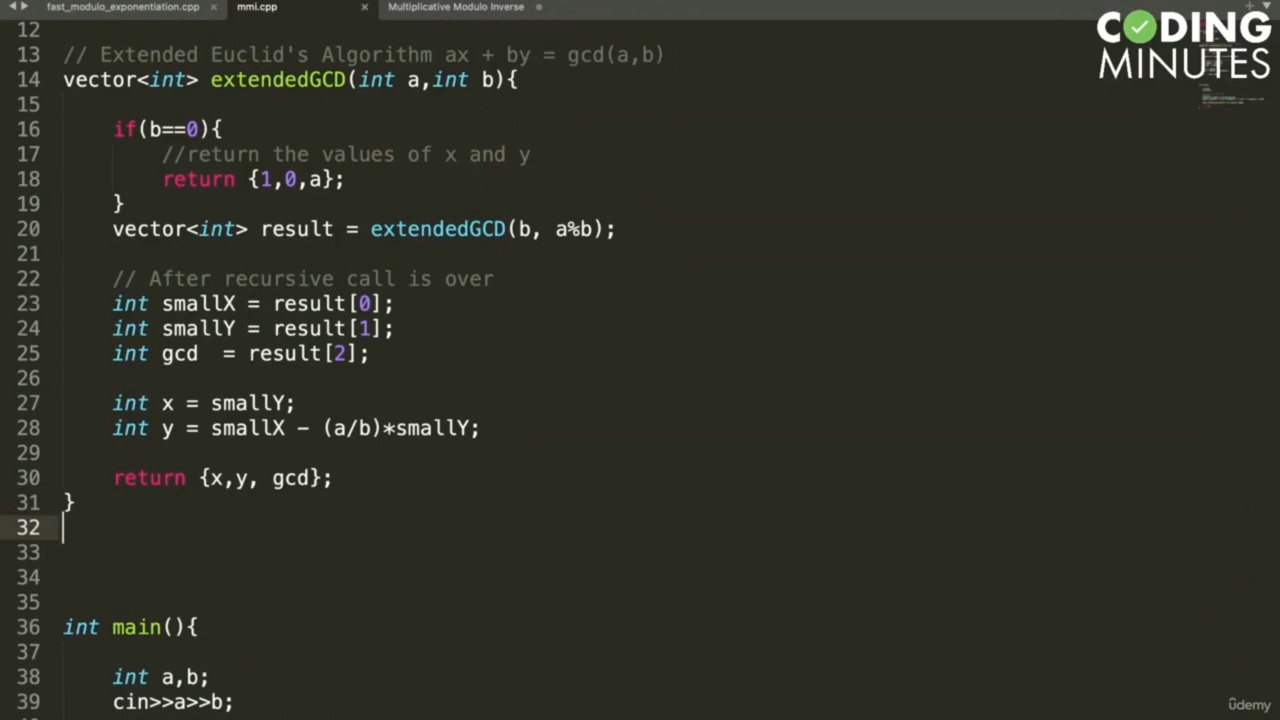 fast_modulo_exponentiation.cpp × mmi.cpp × Multiplicative Modulo Inverse
CODING
MINUTES
12
13 // Extended Euclid's Algorithm ax + by = gcd(a,b)
14 vector<int> extendedGCD(int a,int b){
15
16 if(b==0){
17 //return the values of x and y
18 return {1,0,a};
19 }
20 vector<int> result = extendedGCD(b, a%b);
21
22 // After recursive call is over
23 int smallX = result[0];
24 int smallY = result[1];
25 int gcd  = result[2];
26
27 int x = smallY;
28 int y = smallX - (a/b)*smallY;
29
30 return {x,y, gcd};
31 }
32
33
34
35
36 int main(){
37
38 int a,b;
39 cin>>a>>b;
ûdemy